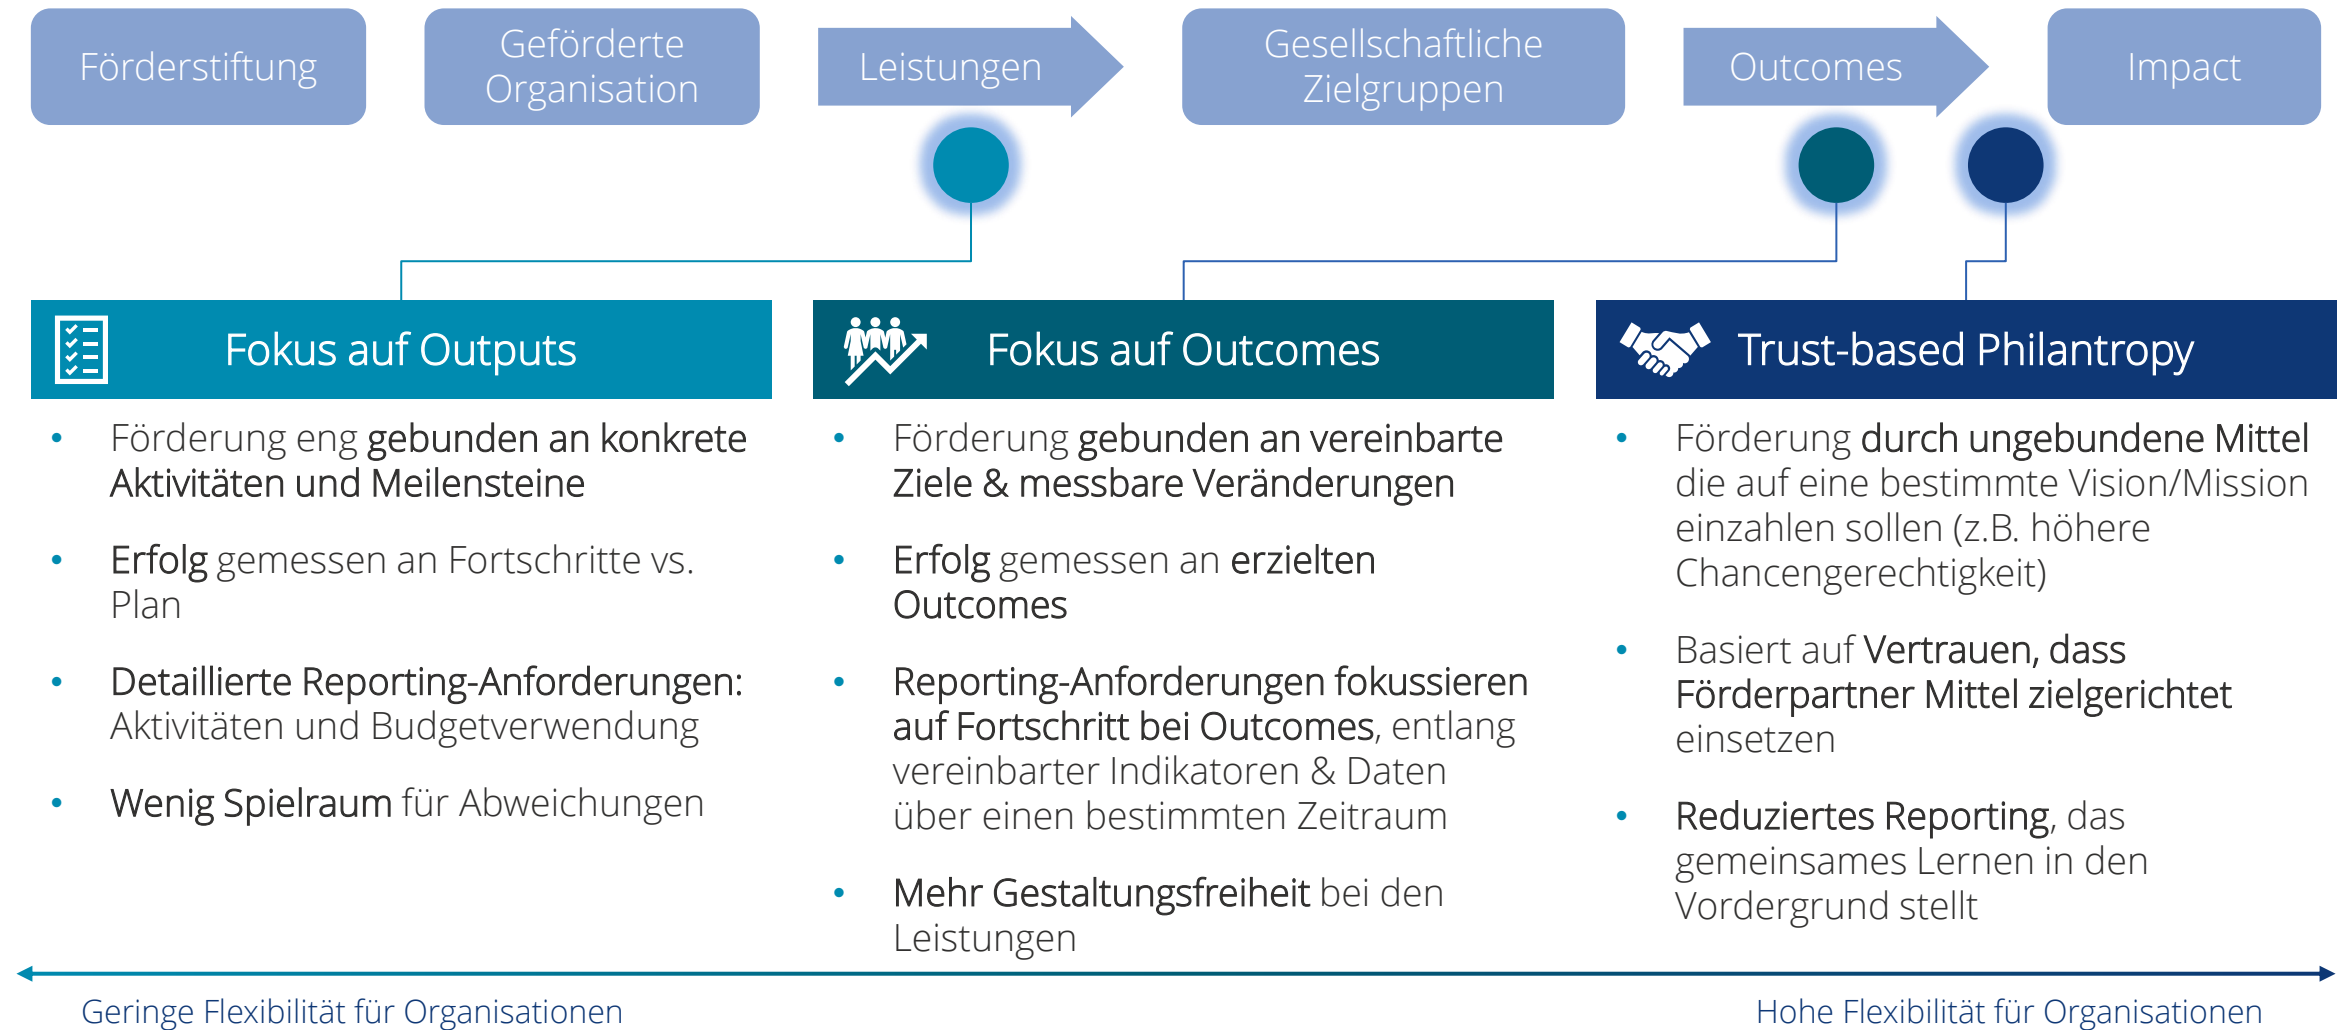 Förderstiftung
Geförderte
Organisation
Leistungen
Gesellschaftliche
Zielgruppen
Outcomes
Impact
Fokus auf Outputs
• Förderung eng gebunden an konkrete
Aktivitäten und Meilensteine
• Erfolg gemessen an Fortschritte vs.
Plan
• Detaillierte Reporting-Anforderungen:
Aktivitäten und Budgetverwendung
• Wenig Spielraum für Abweichungen
Fokus auf Outcomes
• Förderung gebunden an vereinbarte
Ziele & messbare Veränderungen
• Erfolg gemessen an erzielten
Outcomes
• Reporting-Anforderungen fokussieren
auf Fortschritt bei Outcomes, entlang
vereinbarter Indikatoren & Daten
über einen bestimmten Zeitraum
• Mehr Gestaltungsfreiheit bei den
Leistungen
Trust-based Philantropy
• Förderung durch ungebundene Mittel
die auf eine bestimmte Vision/Mission
einzahlen sollen (z.B. höhere
Chancengerechtigkeit)
• Basiert auf Vertrauen, dass
Förderpartner Mittel zielgerichtet
einsetzen
• Reduziertes Reporting, das
gemeinsames Lernen in den
Vordergrund stellt
Geringe Flexibilität für Organisationen
Hohe Flexibilität für Organisationen